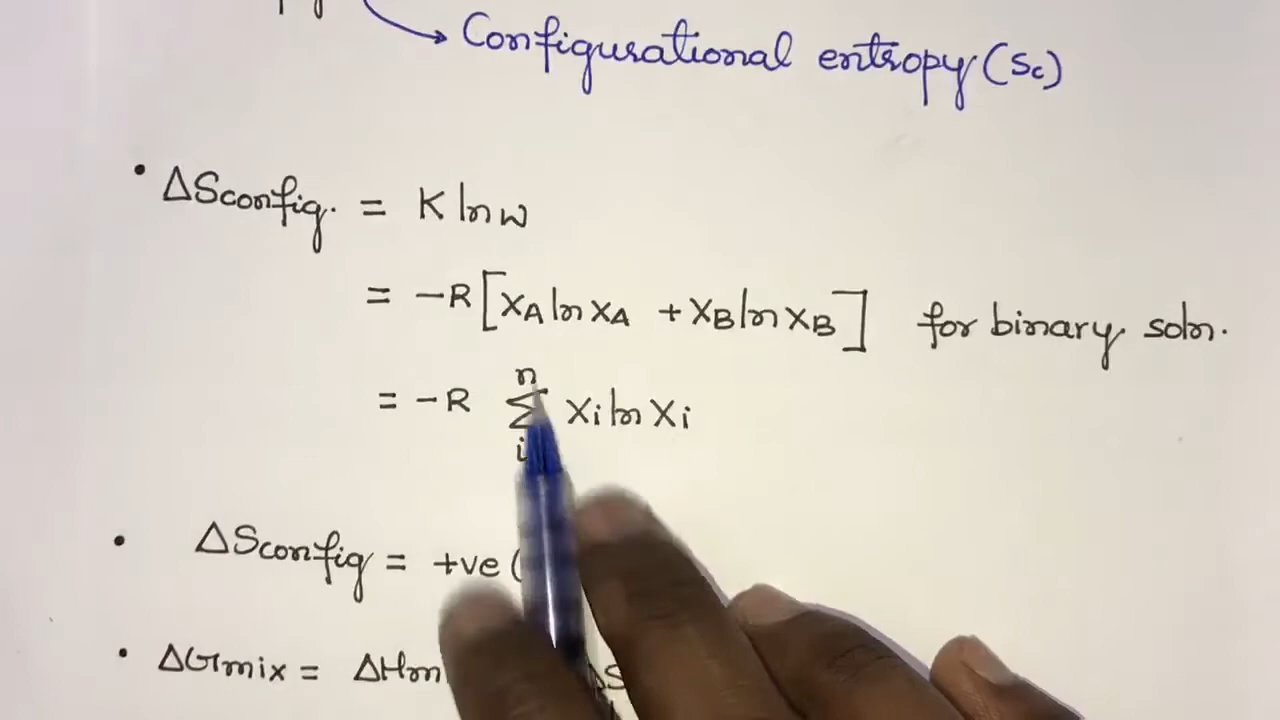 → Configurational entropy (Sc)
• ΔSconfig. = K ln w
= -R [XA ln XA + XB ln XB] for binary soln.
= -R n Σ i Xi ln Xi
• ΔSconfig = +ve (
• ΔGmix = ΔHm ΔS